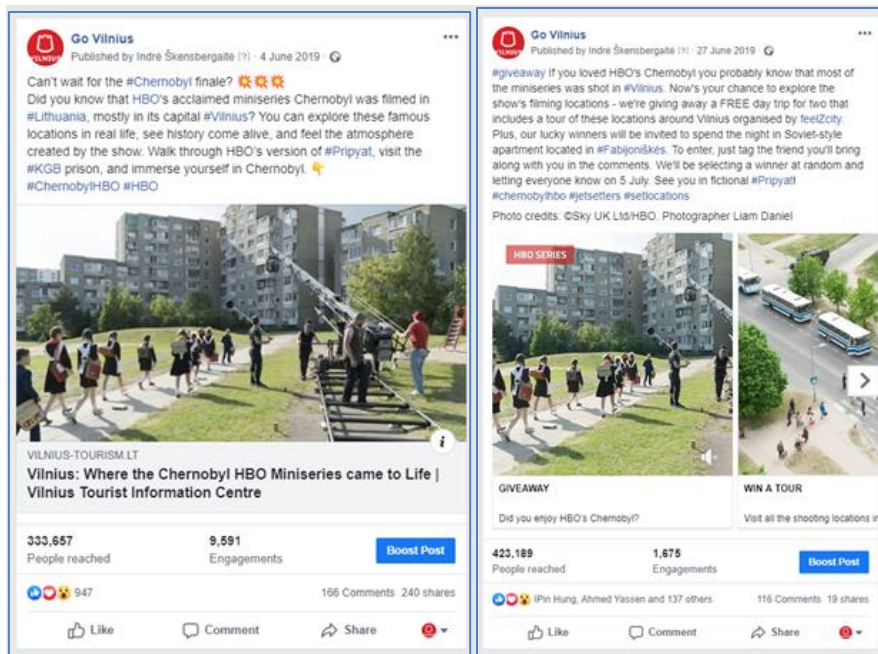 Go Vilnius
Published by Indrė Škensbergaitė [?] · 4 June 2019 ·
Can't wait for the #Chernobyl finale? 💥💥💥
Did you know that HBO's acclaimed miniseries Chernobyl was filmed in
#Lithuania, mostly in its capital #Vilnius? You can explore these famous
locations in real life, see history come alive, and feel the atmosphere
created by the show. Walk through HBO's version of #Pripyat, visit the
#KGB prison, and immerse yourself in Chernobyl. 👇
#ChernobylHBO #HBO
VILNIUS-TOURISM.LT
Vilnius: Where the Chernobyl HBO Miniseries came to Life |
Vilnius Tourist Information Centre
333,657
People reached
9,591
Engagements
Boost Post
947
166 Comments 240 shares
Like
Comment
Share
Go Vilnius
Published by Indrė Škensbergaitė [?] · 27 June 2019 ·
#giveaway If you loved HBO's Chernobyl you probably know that most of
the miniseries was shot in #Vilnius. Now's your chance to explore the
show's filming locations - we're giving away a FREE day trip for two that
includes a tour of these locations around Vilnius organised by feelZcity.
Plus, our lucky winners will be invited to spend the night in Soviet-style
apartment located in #Fabijoniškės. To enter, just tag the friend you'll bring
along with you in the comments. We'll be selecting a winner at random and
letting everyone know on 5 July. See you in fictional #Pripyat!
#chernobylhbo #jetsetters #setlocations
Photo credits: ©Sky UK Ltd/HBO. Photographer Liam Daniel
HBO SERIES
GIVEAWAY
Did you enjoy HBO's Chernobyl?
WIN A TOUR
Visit all the shooting locations in
423,189
People reached
1,675
Engagements
Boost Post
IPin Hung, Ahmed Yassen and 137 others
116 Comments 19 shares
Like
Comment
Share